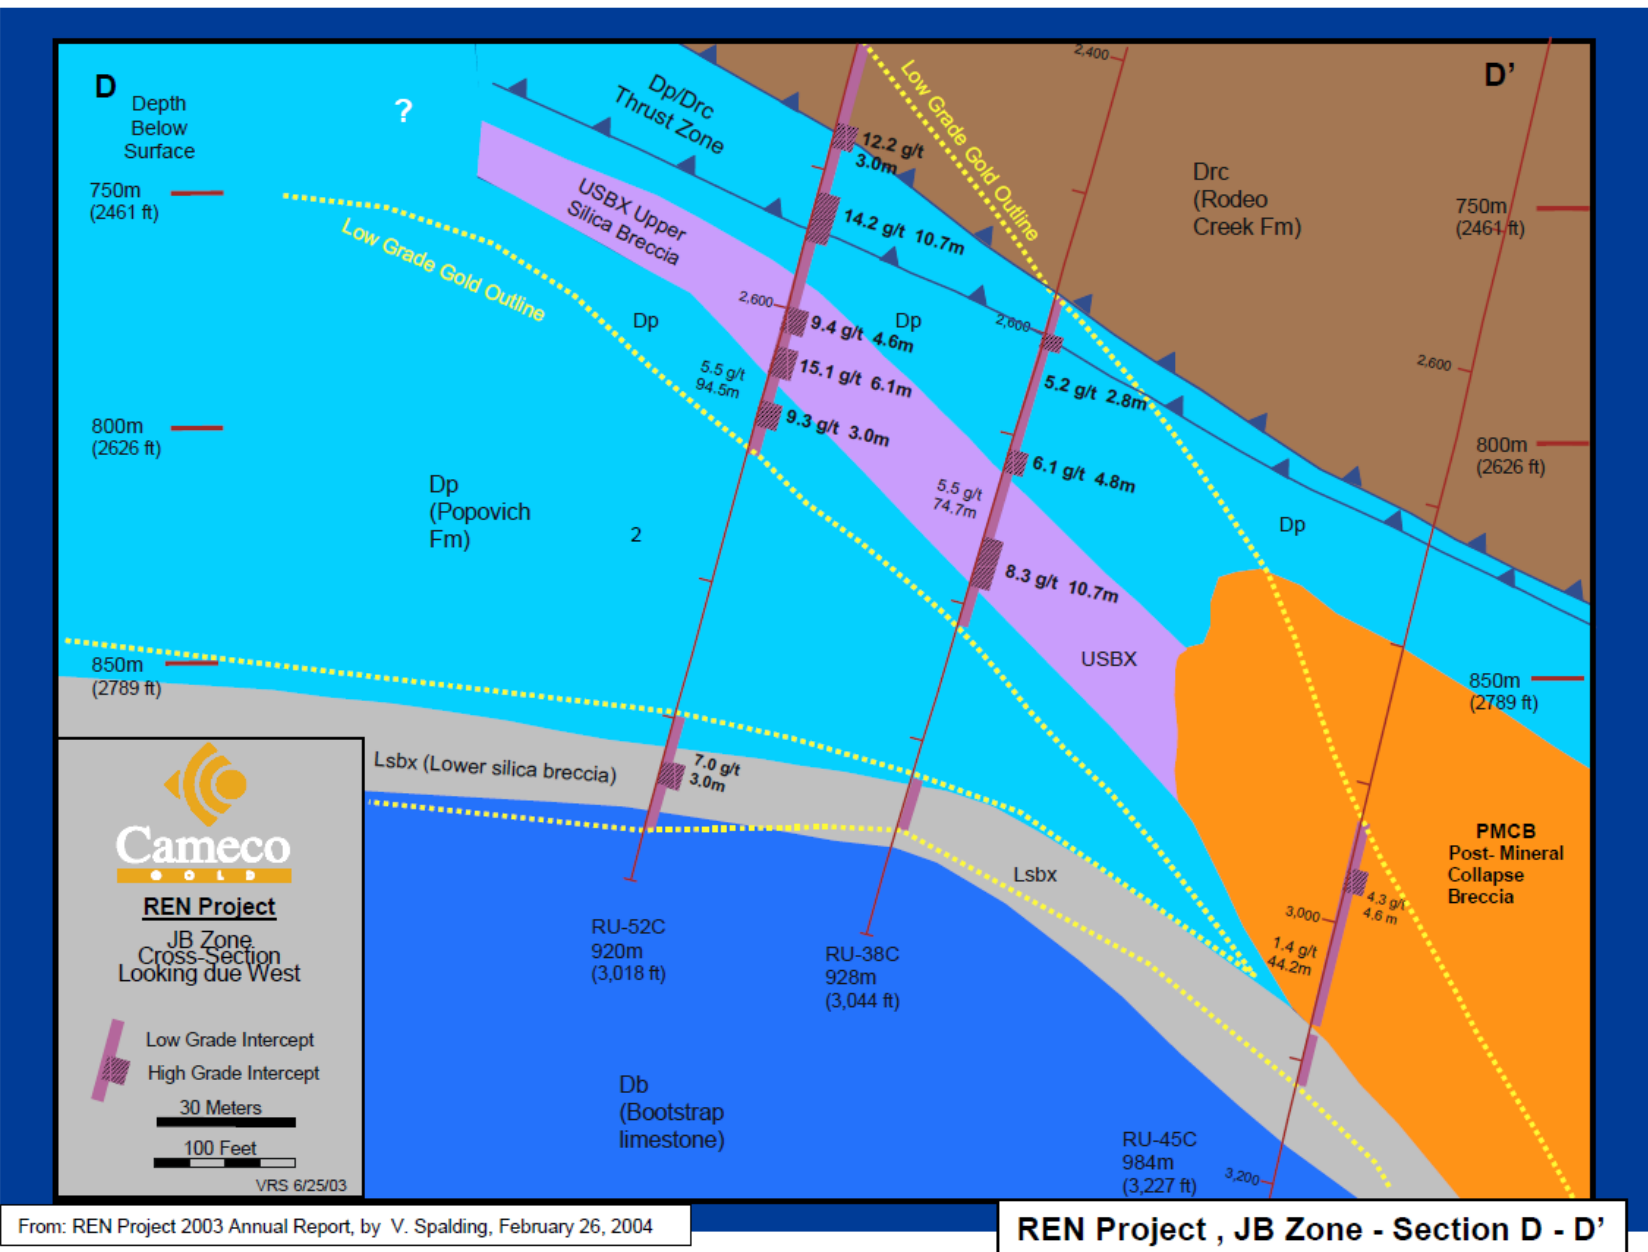 D
Depth
Below
Surface
?
750m
(2461 ft)
800m
(2626 ft)
850m
(2789 ft)
Dp/Drc
Thrust Zone
USBX Upper
Silica Breccia
Low Grade Gold Outline
Low Grade Gold Outline
2,400
D’
Drc
(Rodeo
Creek Fm)
750m
(2461 ft)
800m
(2626 ft)
850m
(2789 ft)
12.2 g/t
3.0m
14.2 g/t 10.7m
2,600
9.4 g/t 4.6m
15.1 g/t 6.1m
9.3 g/t 3.0m
5.5 g/t
94.5m
Dp
Dp
2,600
5.2 g/t 2.8m
6.1 g/t 4.8m
5.5 g/t
74.7m
8.3 g/t 10.7m
2,600
Dp
Dp
(Popovich
Fm)
2
USBX
Lsbx (Lower silica breccia)
7.0 g/t
3.0m
Lsbx
PMCB
Post- Mineral
Collapse
Breccia
4.3 g/t
4.6 m
3,000
1.4 g/t
44.2m
RU-52C
920m
(3,018 ft)
RU-38C
928m
(3,044 ft)
RU-45C
984m
(3,227 ft)
3,200
Db
(Bootstrap
limestone)
Cameco
GOLD
REN Project
JB Zone
Cross-Section
Looking due West
Low Grade Intercept
High Grade Intercept
30 Meters
100 Feet
VRS 6/25/03
From: REN Project 2003 Annual Report, by V. Spalding, February 26, 2004
REN Project , JB Zone - Section D - D’